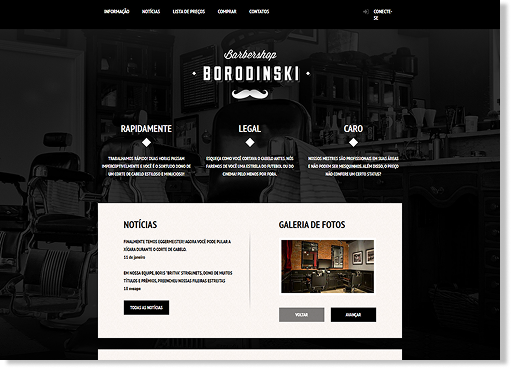 INFORMAÇÃO NOTÍCIAS LISTA DE PREÇOS COMPRAR CONTATOS CONECTE-
SE
Barbershop
BORODINSKI
RAPIDAMENTE
TRABALHAMOS RÁPIDO! DUAS HORAS PASSAM
IMPERCEPTIVELMENTE E VOCÊ É O SORTUDO DONO DE
UM CORTE DE CABELO ESTILOSO E MINUCIOSO!
LEGAL
ESQUEÇA COMO VOCÊ CORTAVA O CABELO ANTES. NÓS
FAREMOS DE VOCÊ UMA ESTRELA DO FUTEBOL OU DO
CINEMA! PELO MENOS POR FORA.
CARO
NOSSOS MESTRES SÃO PROFISSIONAIS EM SUAS ÁREAS
E NÃO PODEM SER MESQUINHOS. ALÉM DISSO, O PREÇO
NÃO CONFERE UM CERTO STATUS?
NOTÍCIAS
FINALMENTE TEMOS EGGERMEISTER! AGORA VOCÊ PODE PULAR A
XÍCARA DURANTE O CORTE DE CABELO.
11 de janeiro
EM NOSSA EQUIPE, BORIS "BRITVA" STRIGUNETS, DONO DE MUITOS
TÍTULOS E PRÊMIOS, PREENCHEU NOSSAS FILEIRAS ESTREITAS
18 января
TODAS AS NOTÍCIAS
GALERIA DE FOTOS
VOLTAR AVANÇAR